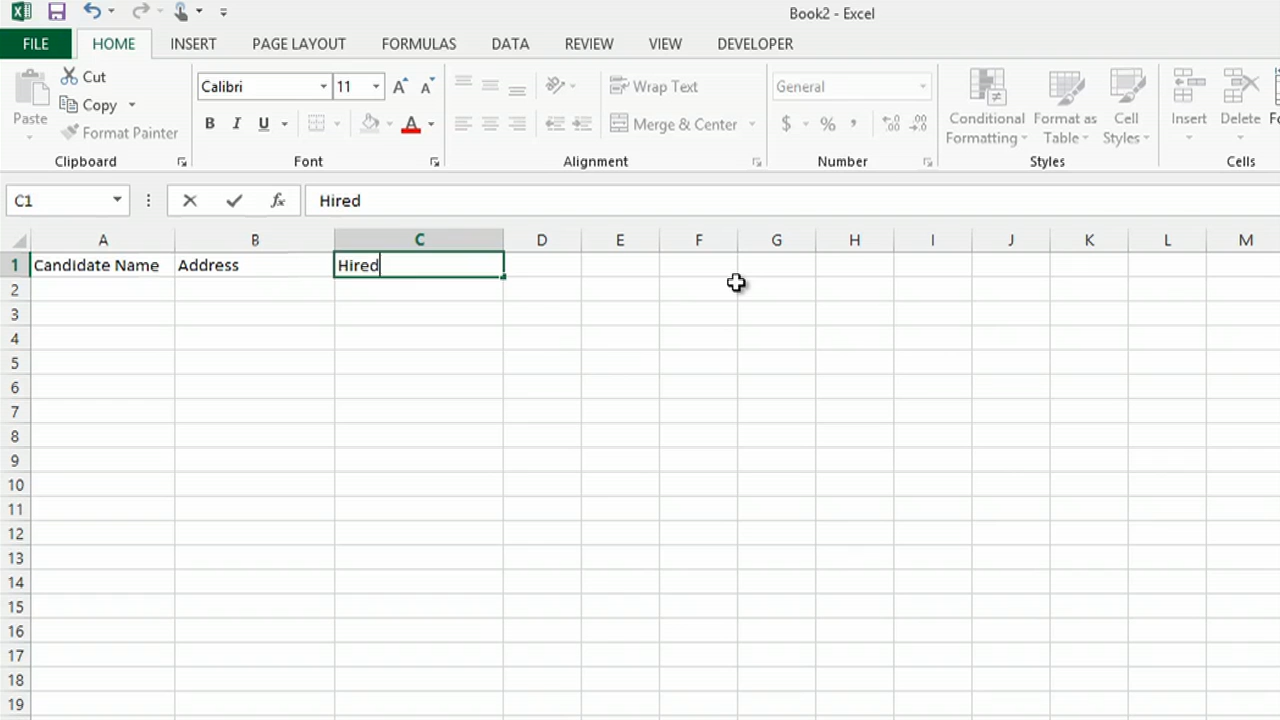 Book2 - Excel
FILE HOME INSERT PAGE LAYOUT FORMULAS DATA REVIEW VIEW DEVELOPER
Paste
Cut
Copy
Format Painter
Clipboard
Calibri 11
B I U A
Font
Wrap Text
Merge & Center
Alignment
General
$ % ,
Number
Conditional Formatting
Format as Table
Cell Styles
Styles
Insert Delete
Cells
C1 fx Hired
A B C D E F G H I J K L M
1 Candidate Name Address Hired
2
3
4
5
6
7
8
9
10
11
12
13
14
15
16
17
18
19